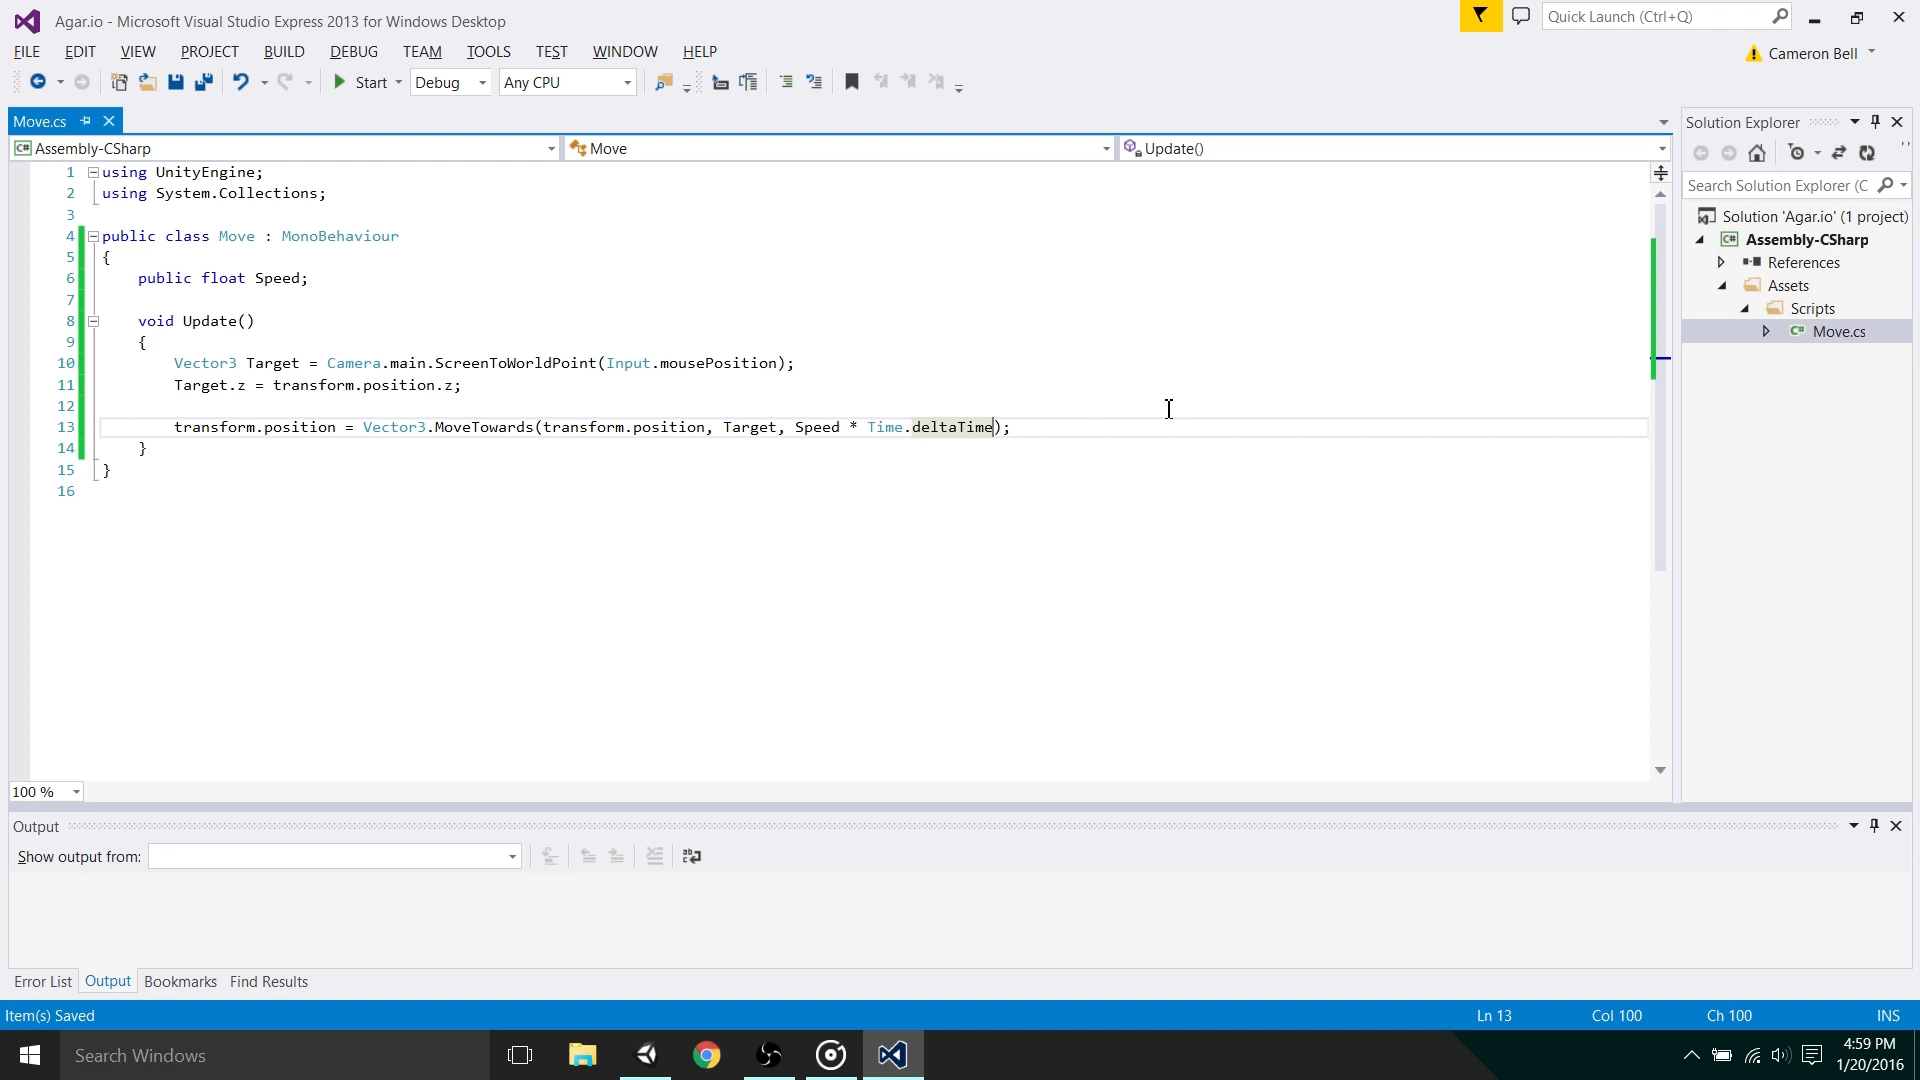 Agar.io - Microsoft Visual Studio Express 2013 for Windows Desktop
Quick Launch (Ctrl+Q)
FILE EDIT VIEW PROJECT BUILD DEBUG TEAM TOOLS TEST WINDOW HELP
Cameron Bell
Start Debug Any CPU
Move.cs
Solution Explorer
Assembly-CSharp Move Update()
Search Solution Explorer (C
Solution 'Agar.io' (1 project)
Assembly-CSharp
References
Assets
Scripts
Move.cs
1 using UnityEngine;
2 using System.Collections;
3
4 public class Move : MonoBehaviour
5 {
6 public float Speed;
7
8 void Update()
9 {
10 Vector3 Target = Camera.main.ScreenToWorldPoint(Input.mousePosition);
11 Target.z = transform.position.z;
12
13 transform.position = Vector3.MoveTowards(transform.position, Target, Speed * Time.deltaTime);
14 }
15 }
16
100 %
Output
Show output from:
Error List Output Bookmarks Find Results
Item(s) Saved Ln 13 Col 100 Ch 100 INS
Search Windows
4:59 PM
1/20/2016